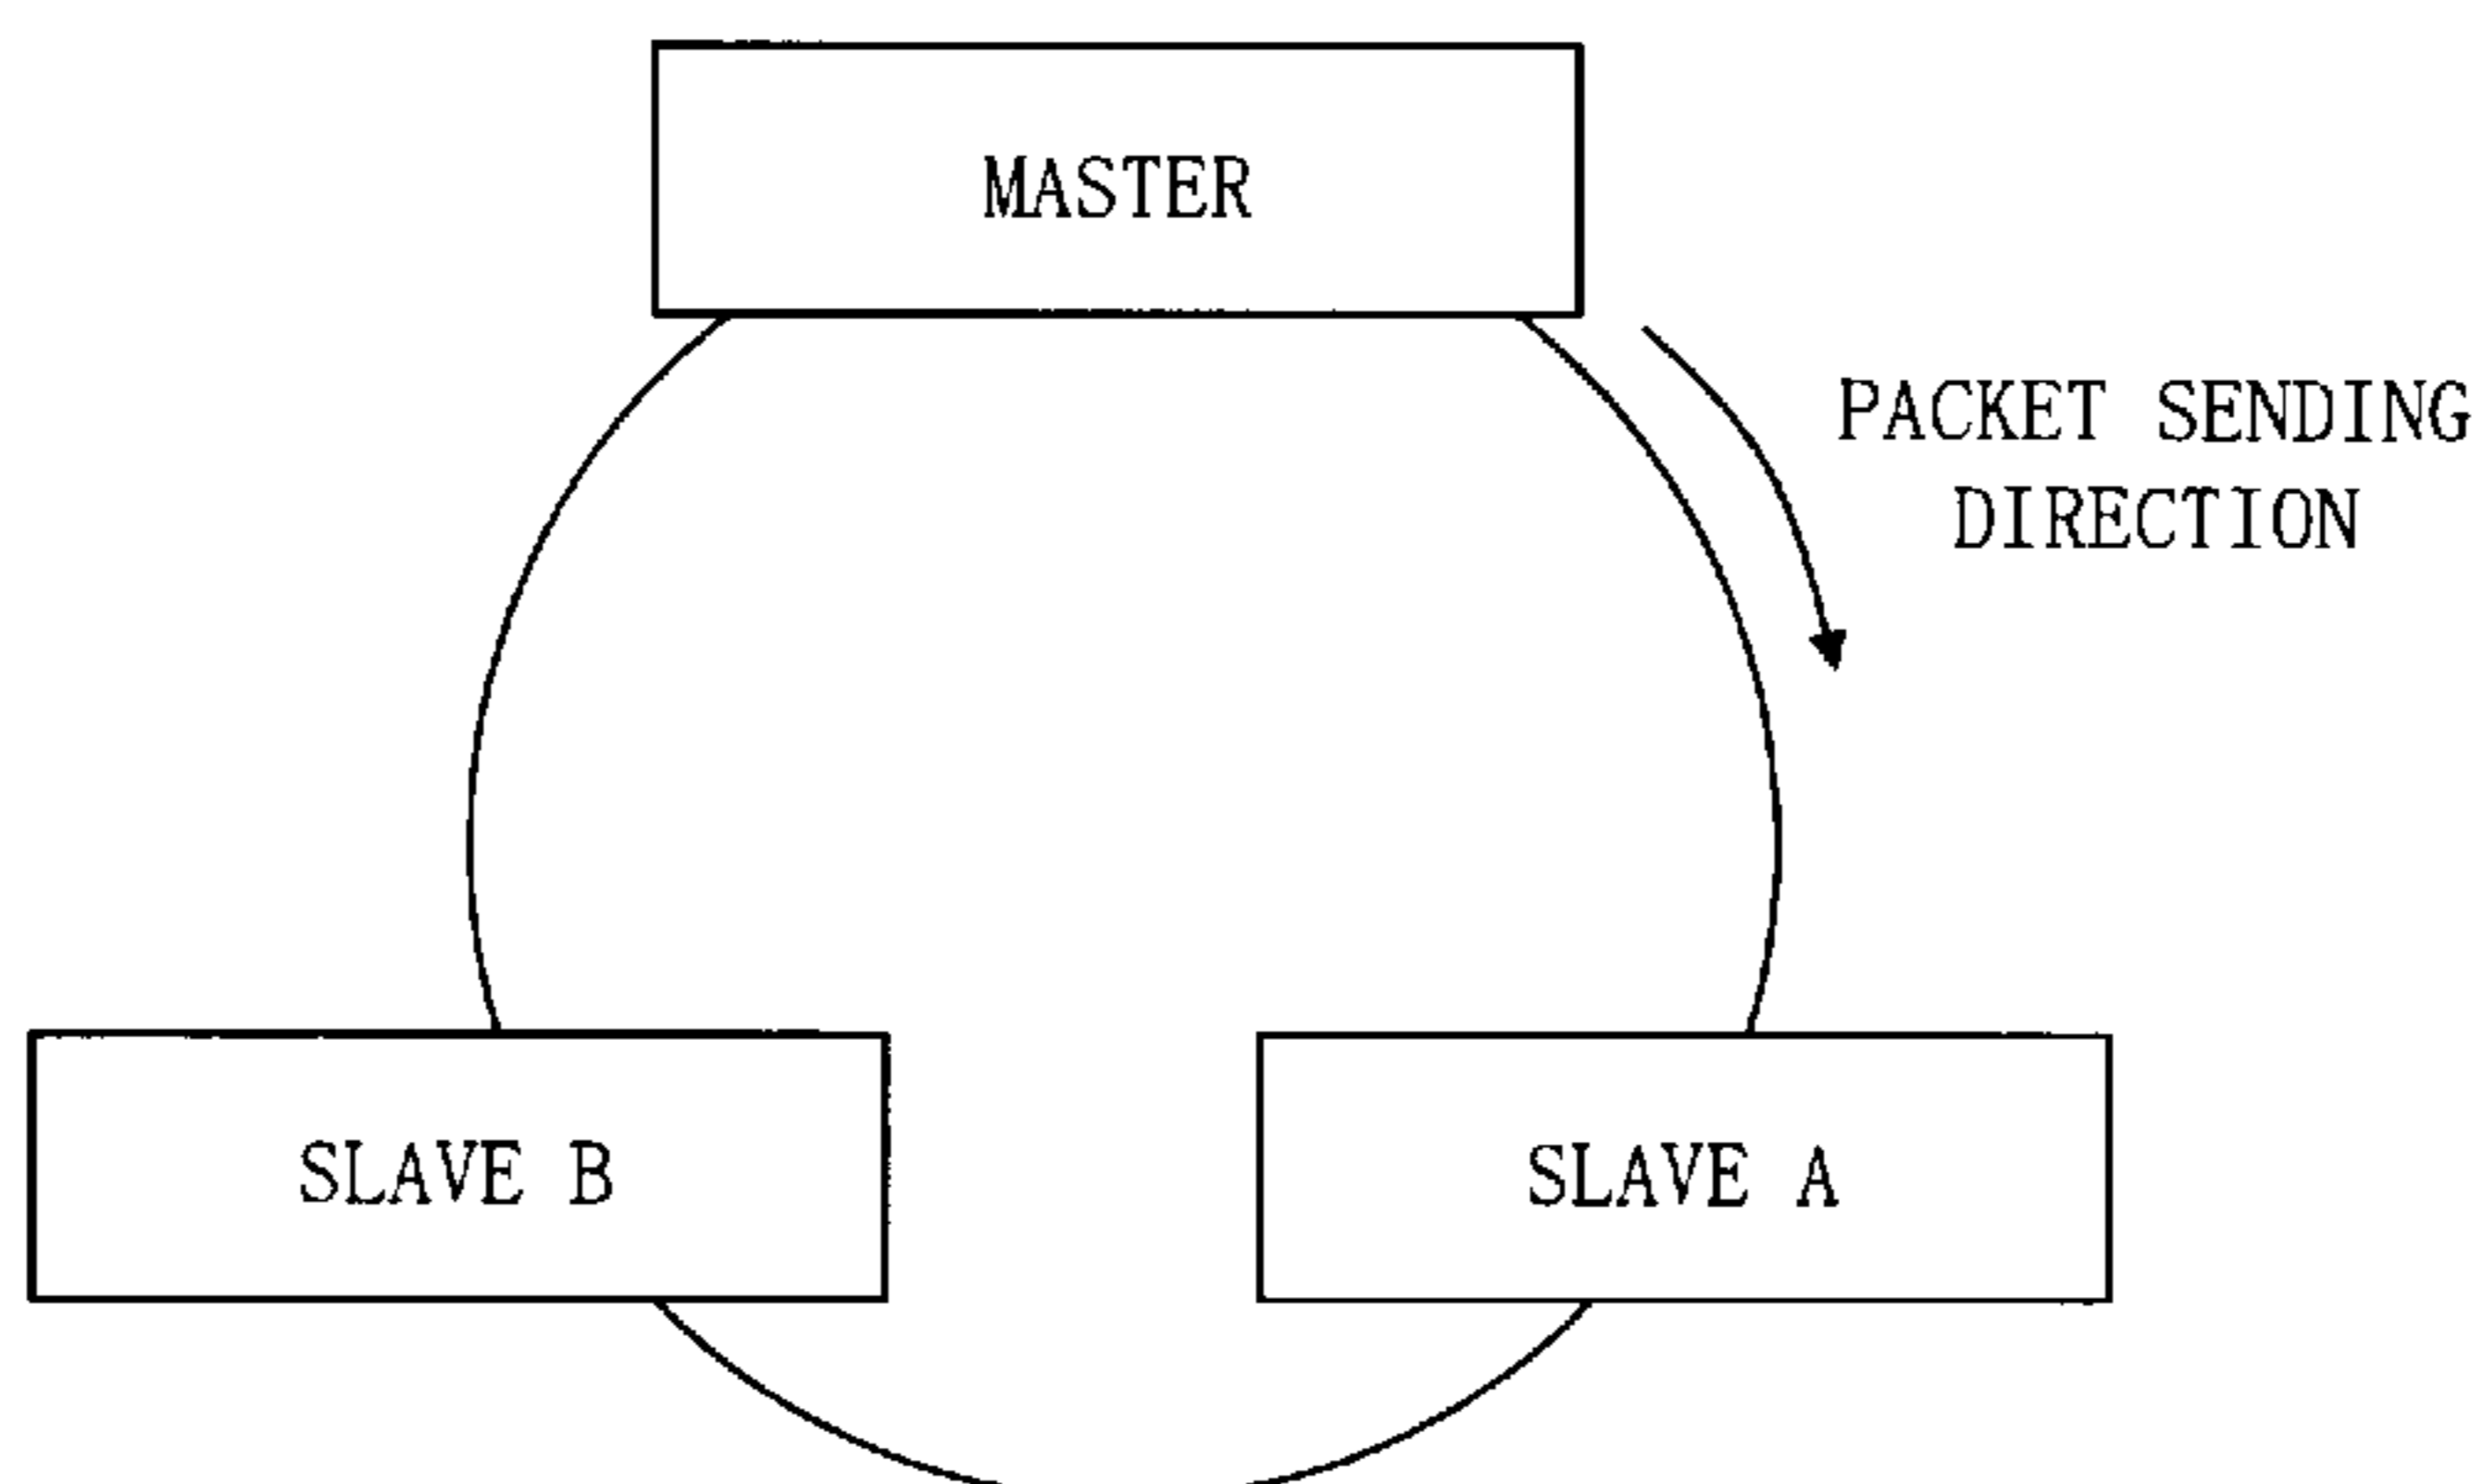 MASTER
PACKET SENDING
DIRECTION
SLAVE B
SLAVE A